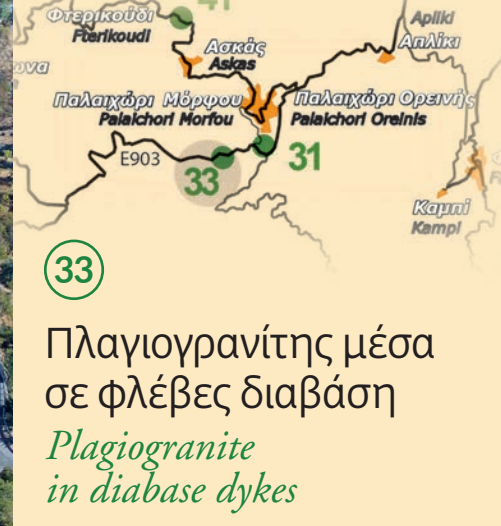 41
Φτερικούδι
Fterikoudi
Apliki
Απλίκι
Ασκάς
Askas
Παλαιχώρι Μόρφου
Palaichori Morfou
Παλαιχώρι Ορεινής
Palaichori Oreinis
E903
33
31
Καμπί
Kampi
33
Πλαγιογρανίτης μέσα
σε φλέβες διαβάση
Plagiogranite
in diabase dykes